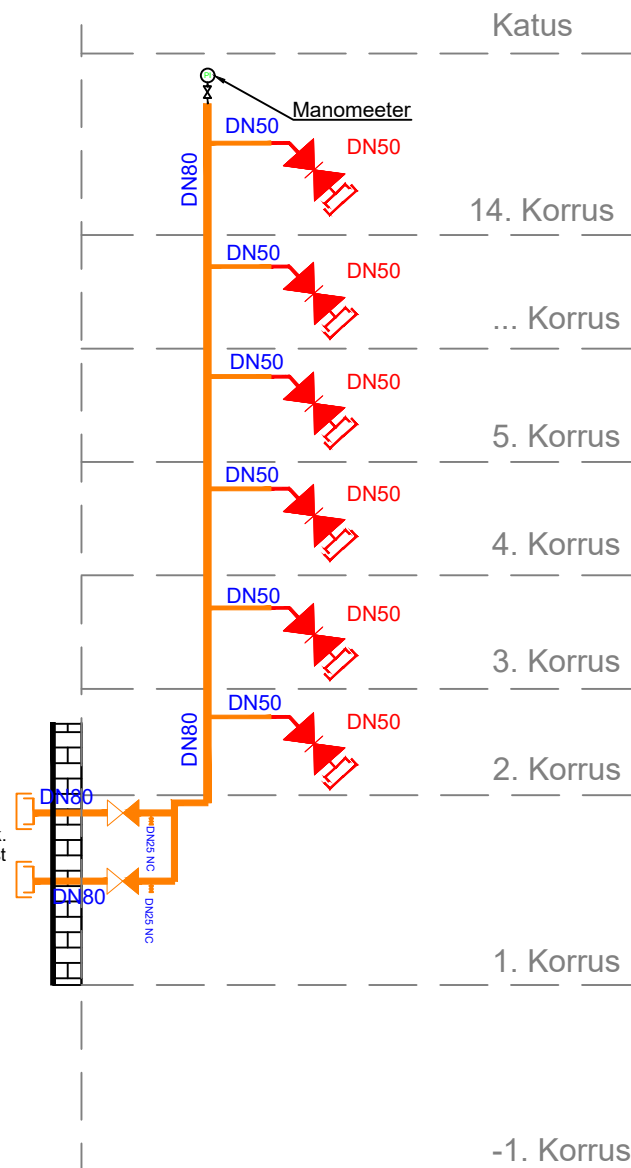 Katus
PI
Manomeeter
DN50
DN50
DN80
14. Korrus
DN50
DN50
... Korrus
DN50
DN50
5. Korrus
DN50
DN50
4. Korrus
DN50
DN50
3. Korrus
DN50
DN50
DN80
2. Korrus
DN80
DN25 NC
DN80
DN25 NC
1. Korrus
-1. Korrus